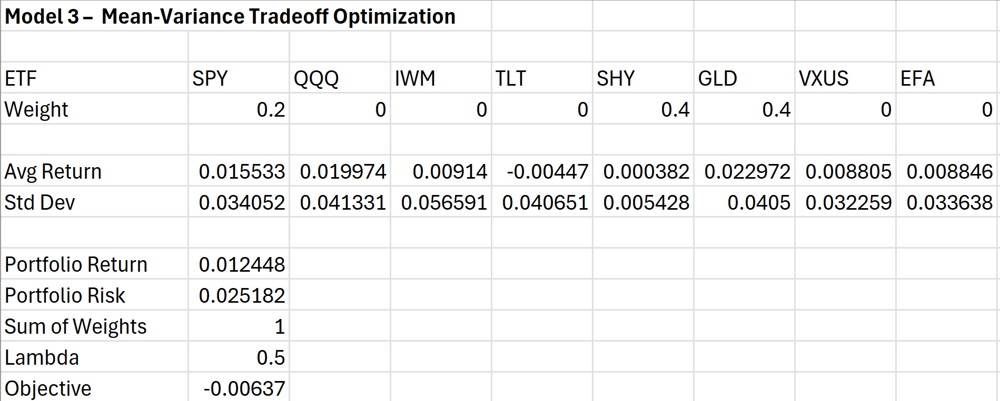 Model 3 – Mean-Variance Tradeoff Optimization
ETF SPY QQQ IWM TLT SHY GLD VXUS EFA
Weight 0.2 0 0 0 0.4 0.4 0 0
Avg Return 0.015533 0.019974 0.00914 -0.00447 0.000382 0.022972 0.008805 0.008846
Std Dev 0.034052 0.041331 0.056591 0.040651 0.005428 0.0405 0.032259 0.033638
Portfolio Return 0.012448
Portfolio Risk 0.025182
Sum of Weights 1
Lambda 0.5
Objective -0.00637